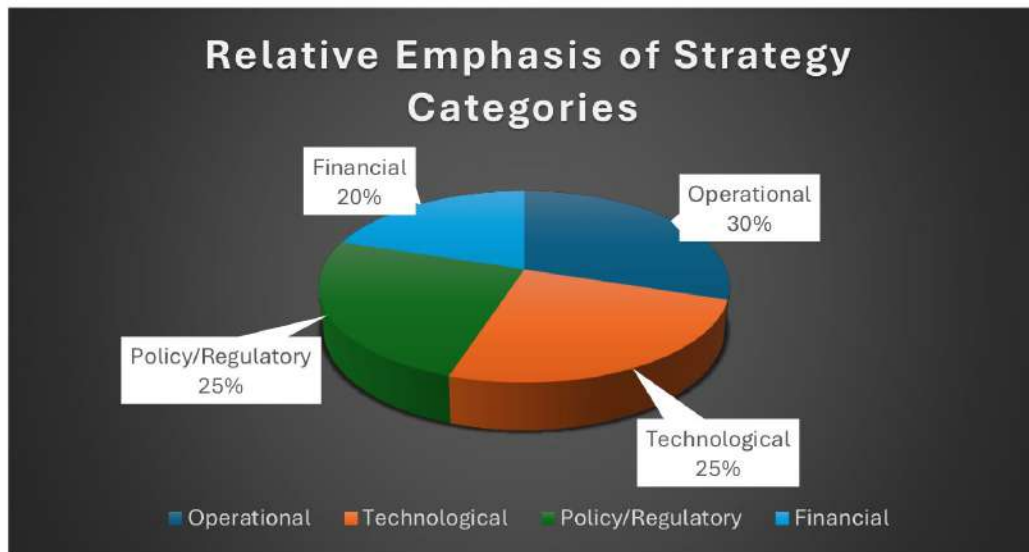 Relative Emphasis of Strategy
Categories
Financial
20%
Operational
30%
Policy/Regulatory
25%
Technological
25%
Operational
Technological
Policy/Regulatory
Financial